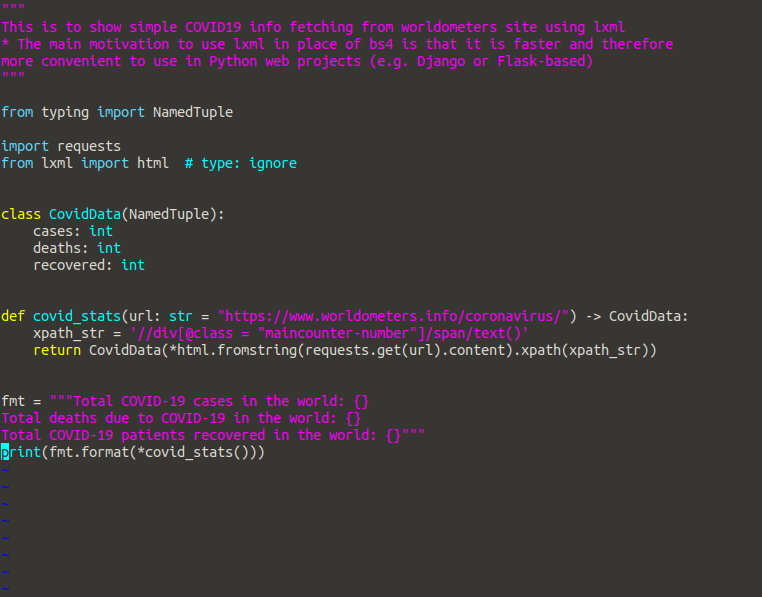 """
This is to show simple COVID19 info fetching from worldometers site using lxml
* The main motivation to use lxml in place of bs4 is that it is faster and therefore
more convenient to use in Python web projects (e.g. Django or Flask-based)
"""

from typing import NamedTuple

import requests
from lxml import html  # type: ignore


class CovidData(NamedTuple):
    cases: int
    deaths: int
    recovered: int


def covid_stats(url: str = "https://www.worldometers.info/coronavirus/") -> CovidData:
    xpath_str = '//div[@class = "maincounter-number"]/span/text()'
    return CovidData(*html.fromstring(requests.get(url).content).xpath(xpath_str))


fmt = """Total COVID-19 cases in the world: {}
Total deaths due to COVID-19 in the world: {}
Total COVID-19 patients recovered in the world: {}"""
print(fmt.format(*covid_stats()))
~
~
~
~
~
~
~
~